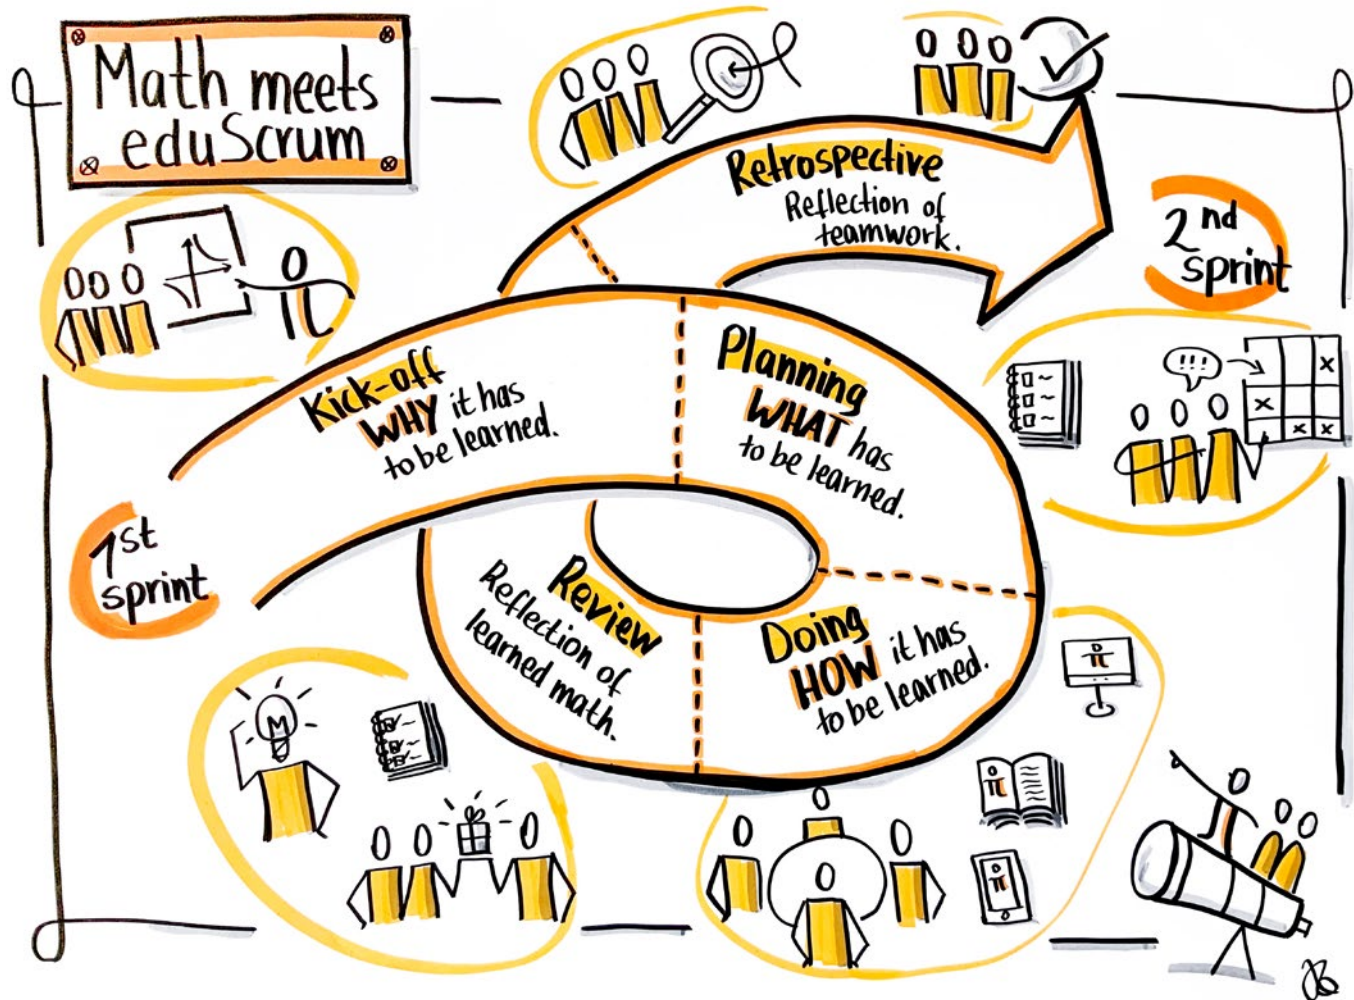 Math meets
eduScrum
1st
sprint
Kick-off
WHY it has
to be learned.
Planning
WHAT has
to be learned.
Doing
HOW it has
to be learned.
Review
Reflection of
learned math.
Retrospective
Reflection of
teamwork.
2nd
sprint
!!!
x
x
x x
M
π
π
π